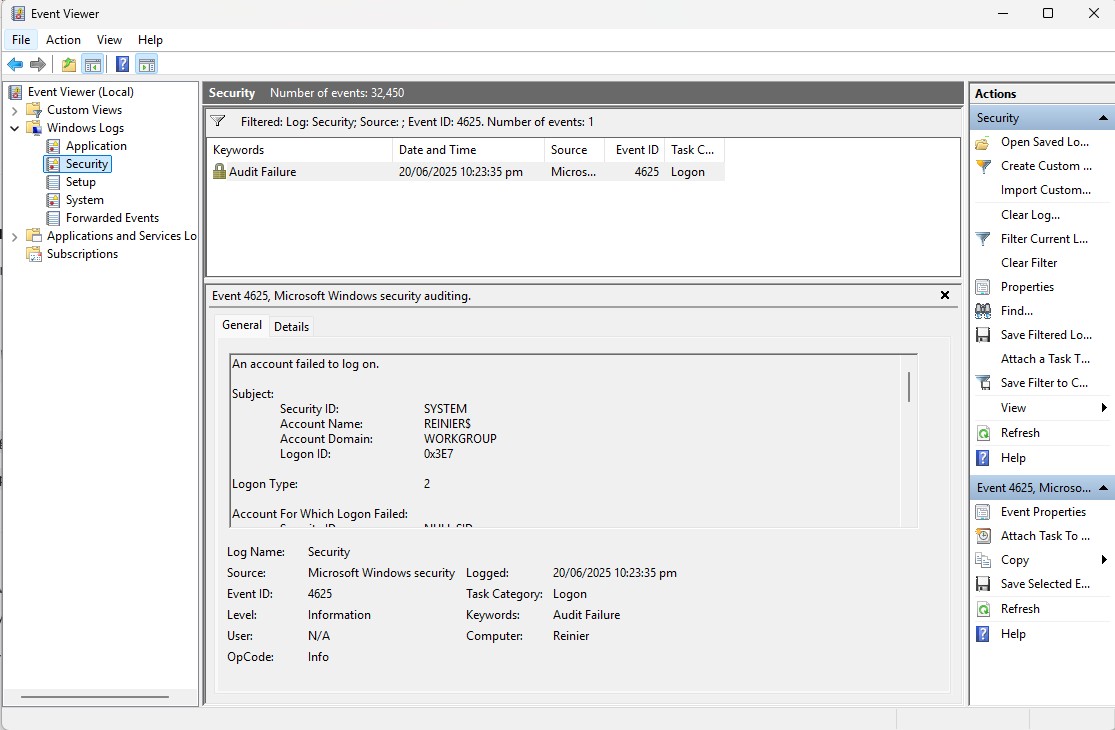 Event Viewer
File Action View Help
Event Viewer (Local)
Custom Views
Windows Logs
Application
Security
Setup
System
Forwarded Events
Applications and Services Lo
Subscriptions
Security Number of events: 32,450
Filtered: Log: Security; Source: ; Event ID: 4625. Number of events: 1
Keywords Date and Time Source Event ID Task C...
Audit Failure 20/06/2025 10:23:35 pm Micros... 4625 Logon
Event 4625, Microsoft Windows security auditing.
General Details
An account failed to log on.
Subject:
Security ID: SYSTEM
Account Name: REINIER$
Account Domain: WORKGROUP
Logon ID: 0x3E7
Logon Type: 2
Account For Which Logon Failed:
Security ID: NULL SID
Log Name: Security
Source: Microsoft Windows security Logged: 20/06/2025 10:23:35 pm
Event ID: 4625 Task Category: Logon
Level: Information Keywords: Audit Failure
User: N/A Computer: Reinier
OpCode: Info
Actions
Security
Open Saved Lo...
Create Custom ...
Import Custom...
Clear Log...
Filter Current L...
Clear Filter
Properties
Find...
Save Filtered Lo...
Attach a Task T...
Save Filter to C...
View
Refresh
Help
Event 4625, Microso...
Event Properties
Attach Task To ...
Copy
Save Selected E...
Refresh
Help